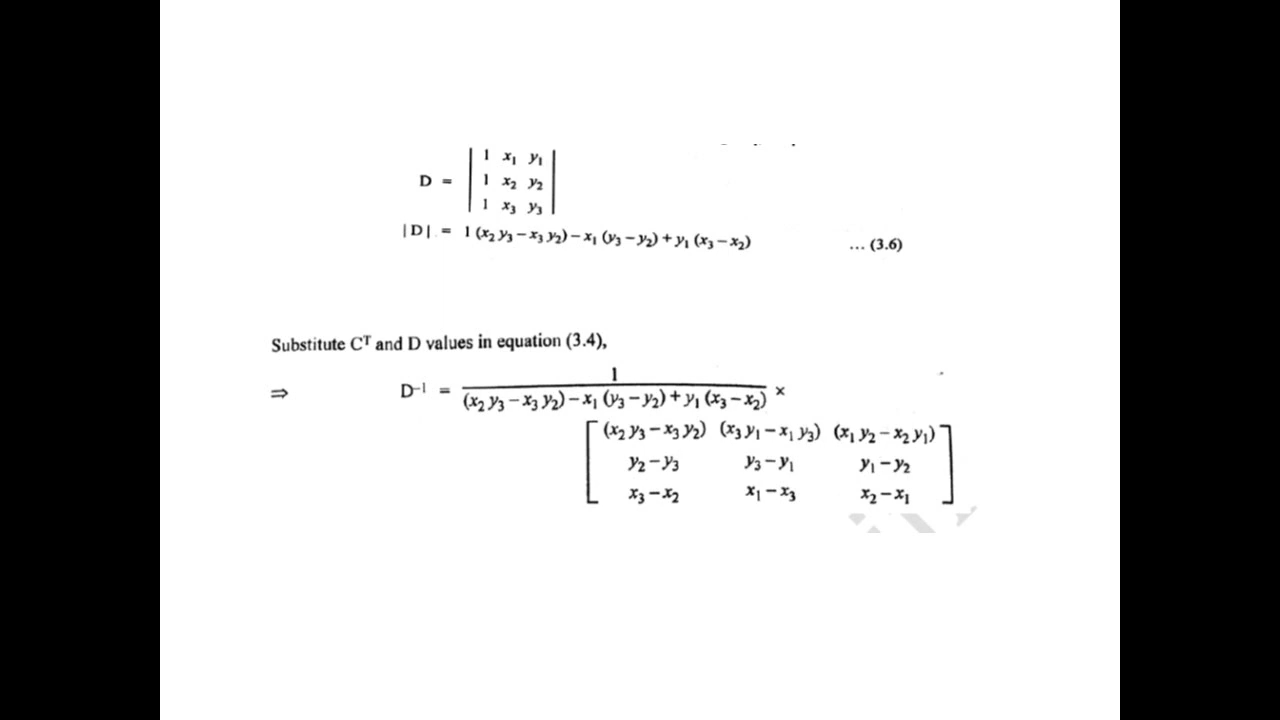 D = | 1 x₁ y₁ |
| 1 x₂ y₂ |
| 1 x₃ y₃ |
|D| = 1 (x₂ y₃ – x₃ y₂) – x₁ (y₃ – y₂) + y₁ (x₃ – x₂) ... (3.6)
Substitute Cᵀ and D values in equation (3.4),
⇒ D⁻¹ = 1 / (x₂ y₃ – x₃ y₂) – x₁ (y₃ – y₂) + y₁ (x₃ – x₂) ×
[ (x₂ y₃ – x₃ y₂) (x₃ y₁ – x₁ y₃) (x₁ y₂ – x₂ y₁) ]
y₂ – y₃ y₃ – y₁ y₁ – y₂
x₃ – x₂ x₁ – x₃ x₂ – x₁